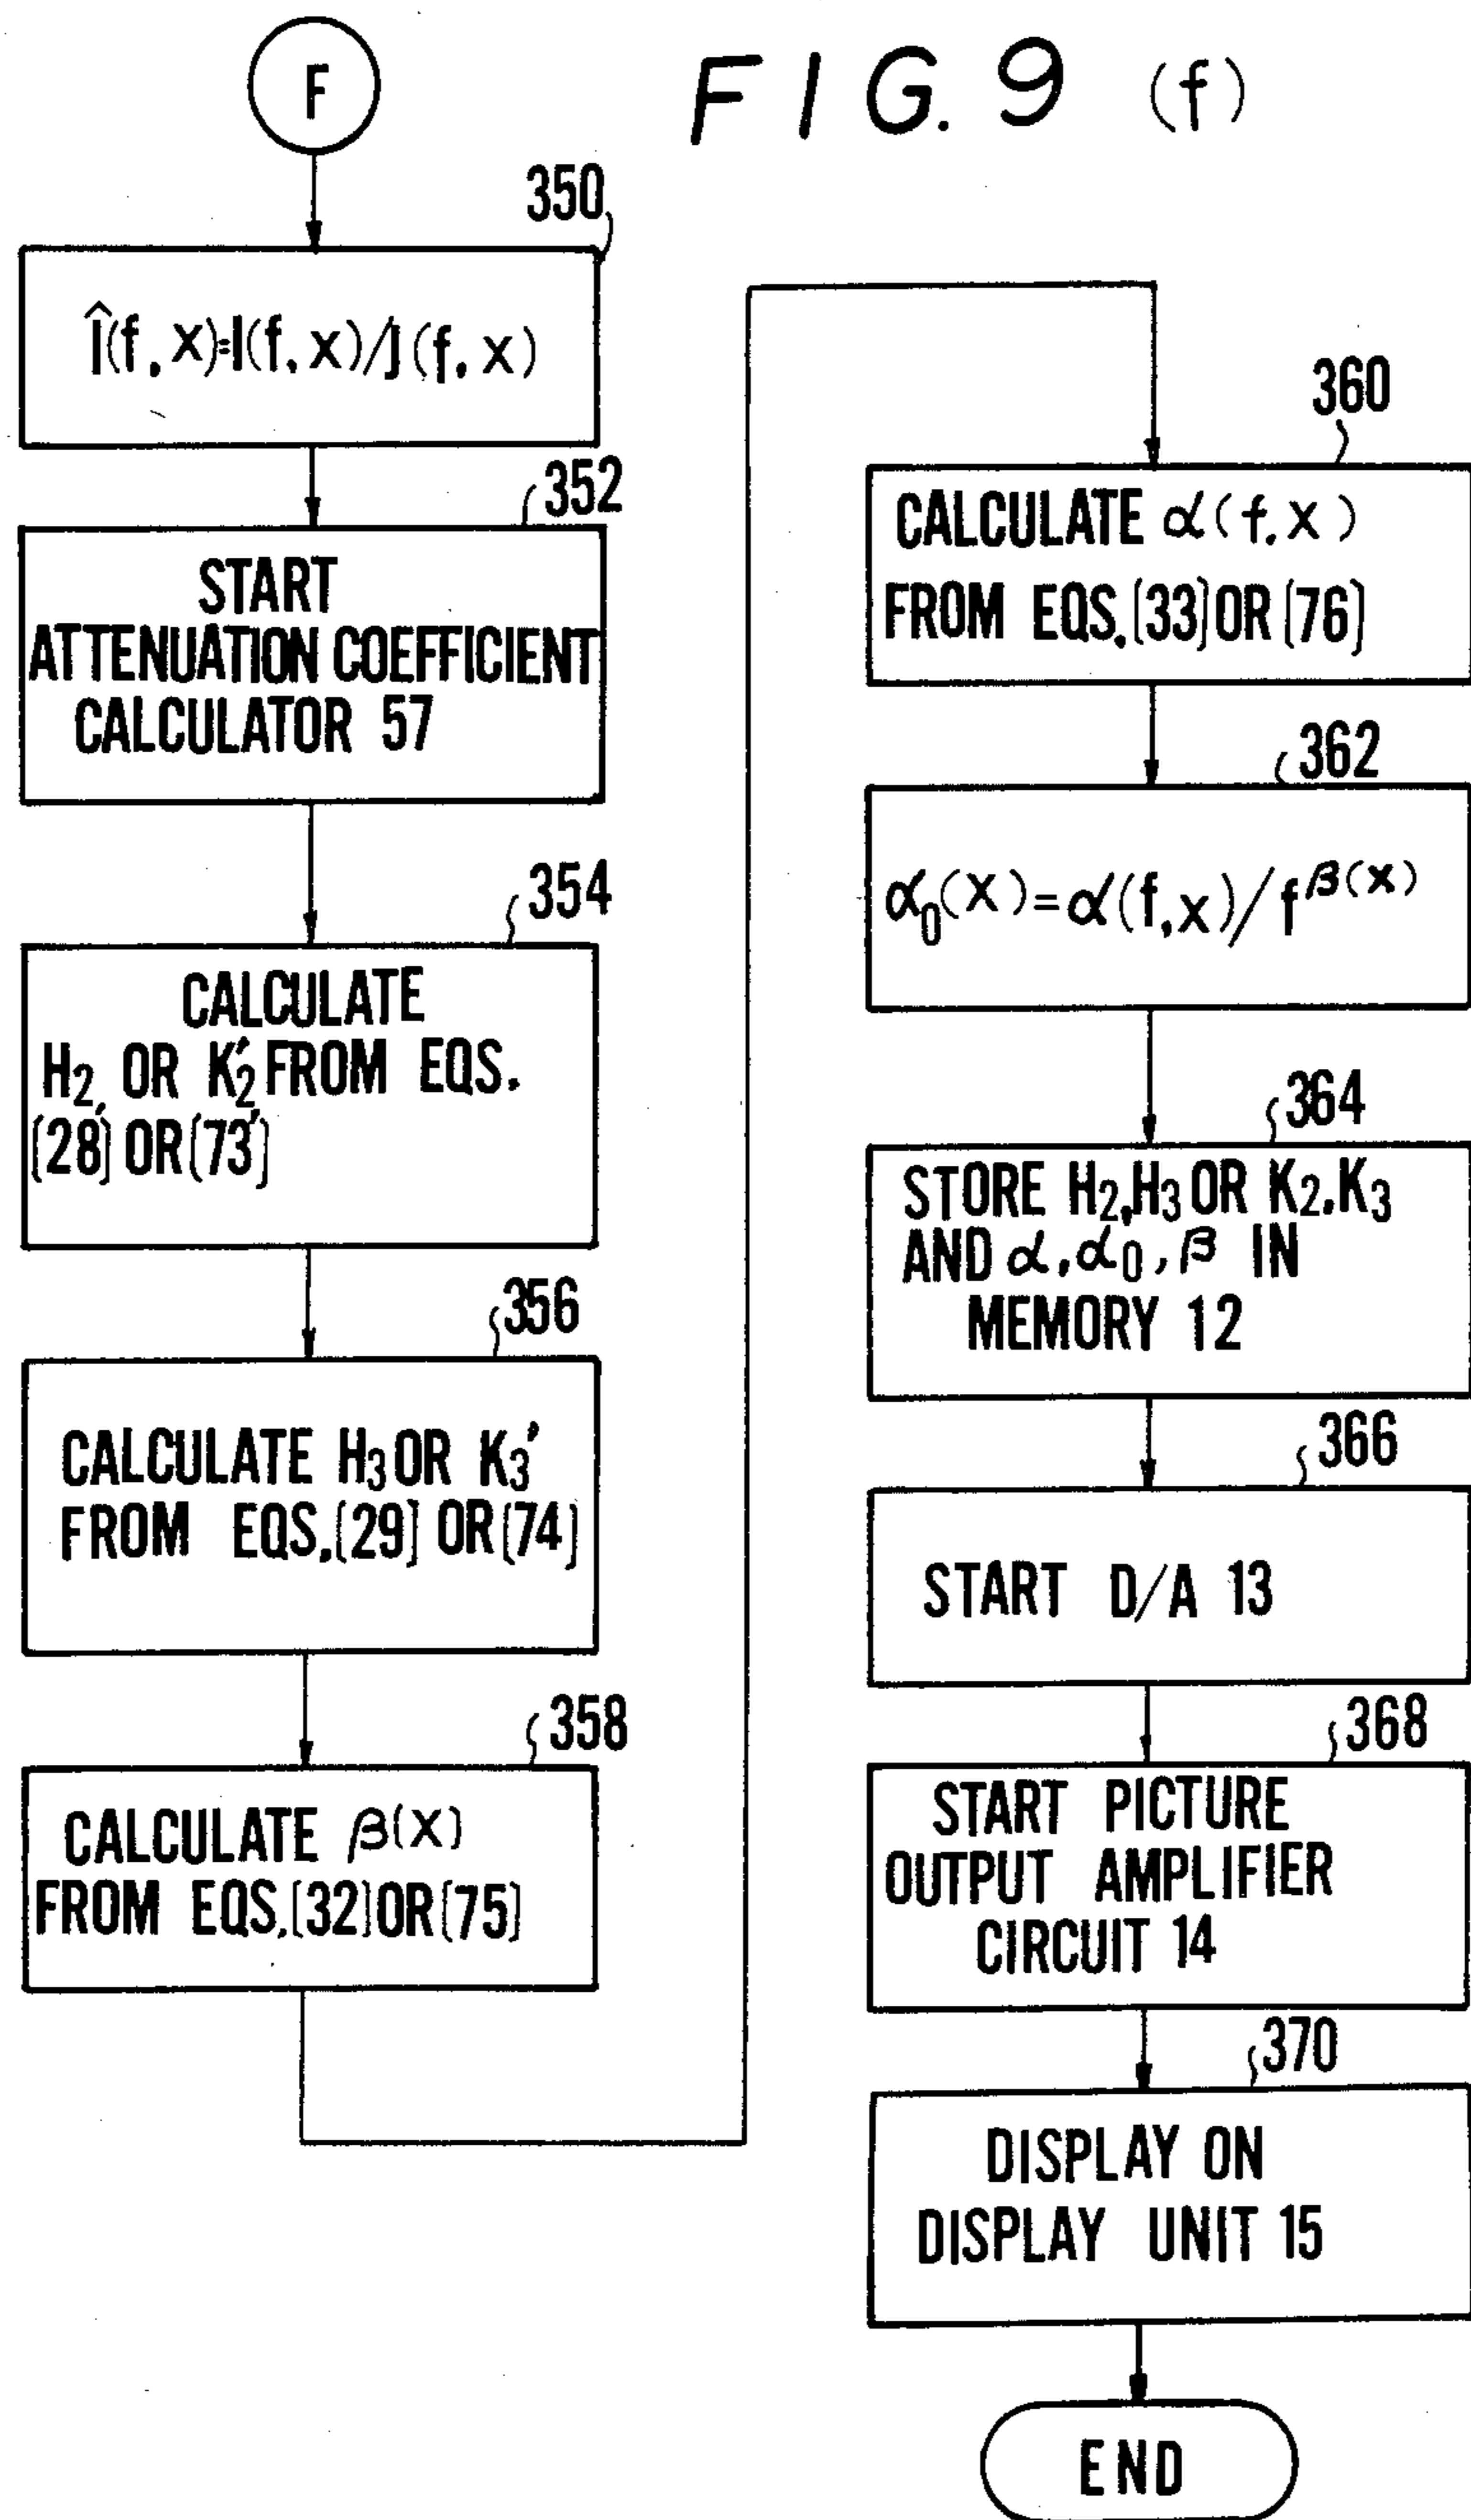 FIG. 9 (f)
F
350
Î(f,x)=I(f,x)/J(f,x)
352
START
ATTENUATION COEFFICIENT
CALCULATOR 57
354
CALCULATE
H₂, OR K₂' FROM EQS.
(28') OR (73')
356
CALCULATE H₃ OR K₃'
FROM EQS.(29) OR (74)
358
CALCULATE β(X)
FROM EQS.(32) OR (75)
360
CALCULATE α(f,X)
FROM EQS.(33) OR (76)
362
α₀(X)=α(f,x)/f^β(x)
364
STORE H₂,H₃ OR K₂,K₃
AND α,α₀,β IN
MEMORY 12
366
START D/A 13
368
START PICTURE
OUTPUT AMPLIFIER
CIRCUIT 14
370
DISPLAY ON
DISPLAY UNIT 15
END